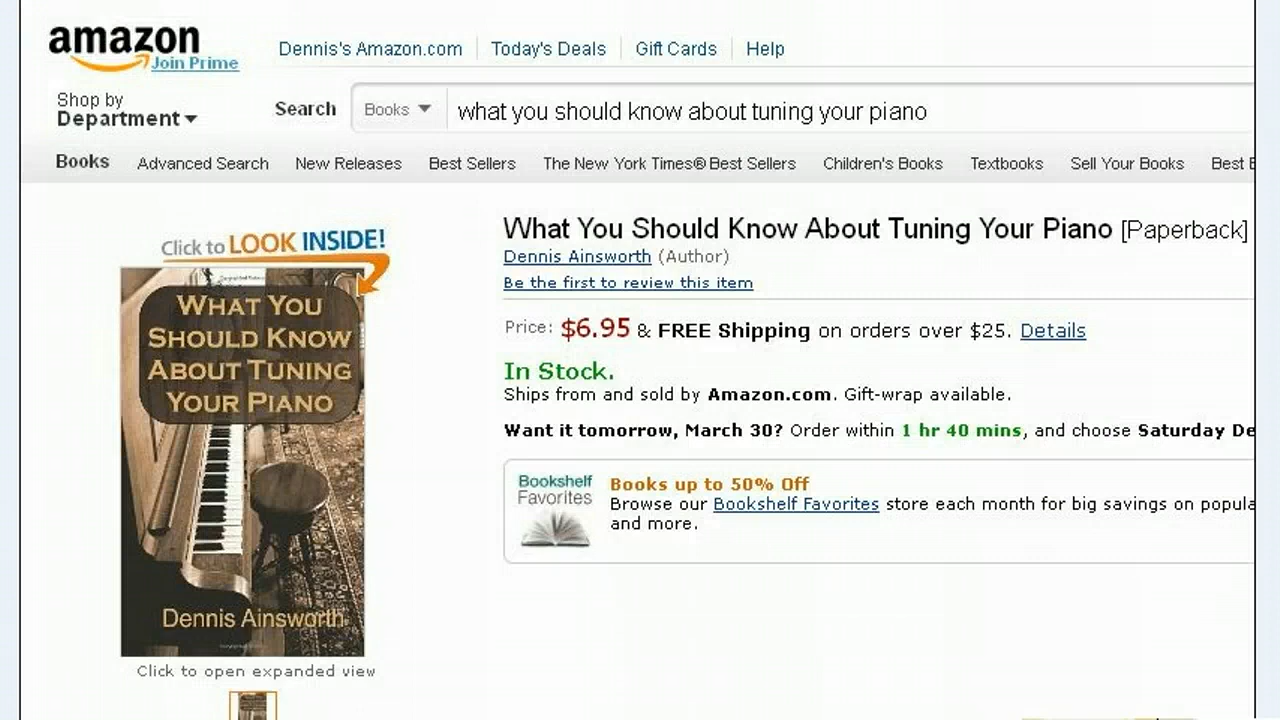 amazon
Join Prime
Dennis's Amazon.com
Today's Deals
Gift Cards
Help
Shop by
Department
Search
Books
what you should know about tuning your piano
Books
Advanced Search
New Releases
Best Sellers
The New York Times® Best Sellers
Children's Books
Textbooks
Sell Your Books
Best
Click to LOOK INSIDE!
WHAT YOU
SHOULD KNOW
ABOUT TUNING
YOUR PIANO
Dennis Ainsworth
Click to open expanded view
What You Should Know About Tuning Your Piano [Paperback]
Dennis Ainsworth (Author)
Be the first to review this item
Price: $6.95 & FREE Shipping on orders over $25. Details
In Stock.
Ships from and sold by Amazon.com. Gift-wrap available.
Want it tomorrow, March 30? Order within 1 hr 40 mins, and choose Saturday De
Bookshelf
Favorites
Books up to 50% Off
Browse our Bookshelf Favorites store each month for big savings on popula
and more.